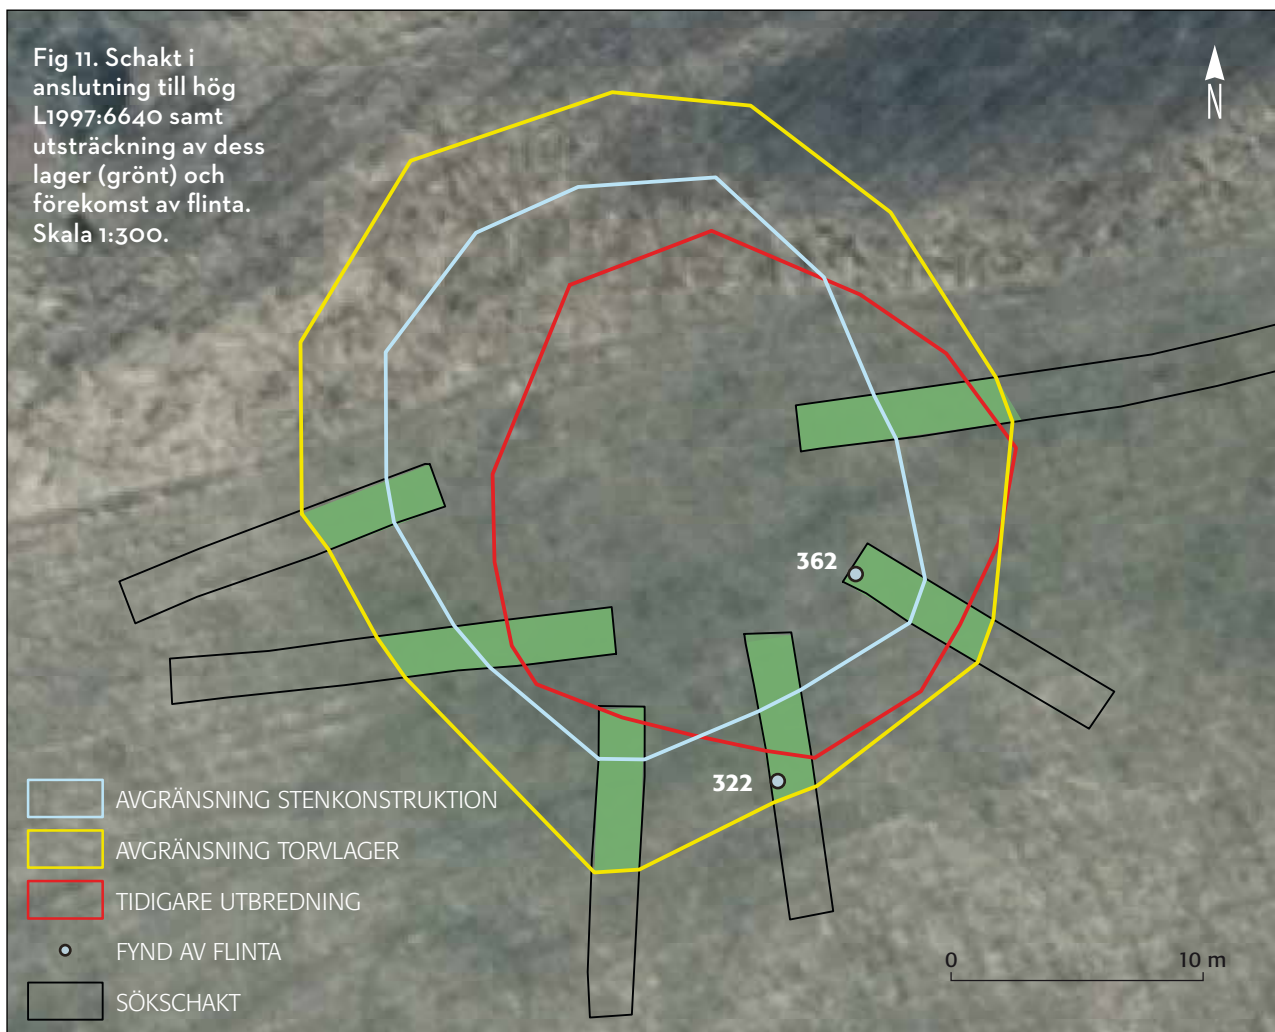 Fig 11. Schakt i
anslutning till hög
L1997:6640 samt
utsträckning av dess
lager (grönt) och
förekomst av flinta.
Skala 1:300.
N
362
322
AVGRÄNSNING STENKONSTRUKTION
AVGRÄNSNING TORVLAGER
TIDIGARE UTBREDNING
FYND AV FLINTA
SÖKSCHAKT
0 10 m